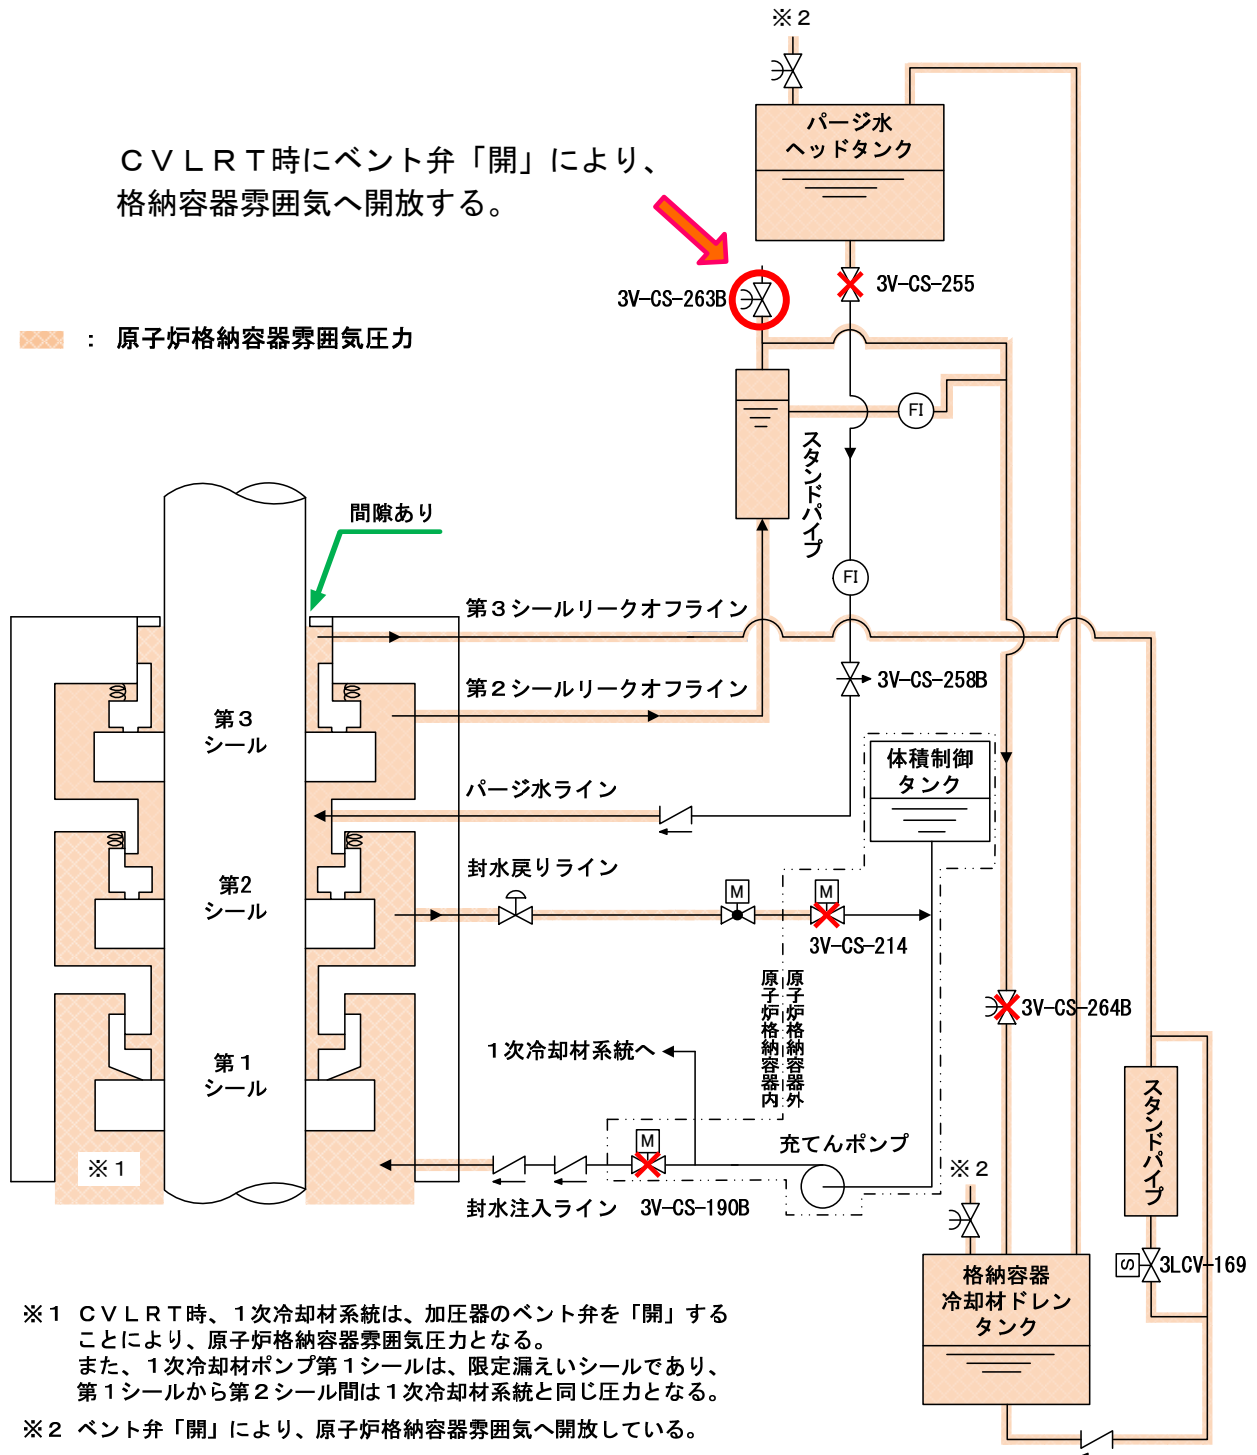 ※２
パージ水
ヘッドタンク
ＣＶＬＲＴ時にベント弁「開」により、
格納容器雰囲気へ開放する。
3V-CS-263B
3V-CS-255
： 原子炉格納容器雰囲気圧力
FI
スタンドパイプ
間隙あり
FI
第３シールリークオフライン
第２シールリークオフライン
3V-CS-258B
第３
シール
体積制御
タンク
パージ水ライン
封水戻りライン
第2
シール
M
M
3V-CS-214
原子炉格納容器内
原子炉格納容器外
3V-CS-264B
１次冷却材系統へ
第１
シール
スタンドパイプ
充てんポンプ
M
※１
※２
封水注入ライン
3V-CS-190B
S
3LCV-169
格納容器
冷却材ドレン
タンク
※１ ＣＶＬＲＴ時、１次冷却材系統は、加圧器のベント弁を「開」する
ことにより、原子炉格納容器雰囲気圧力となる。
また、１次冷却材ポンプ第１シールは、限定漏えいシールであり、
第１シールから第２シール間は１次冷却材系統と同じ圧力となる。
※２ ベント弁「開」により、原子炉格納容器雰囲気へ開放している。